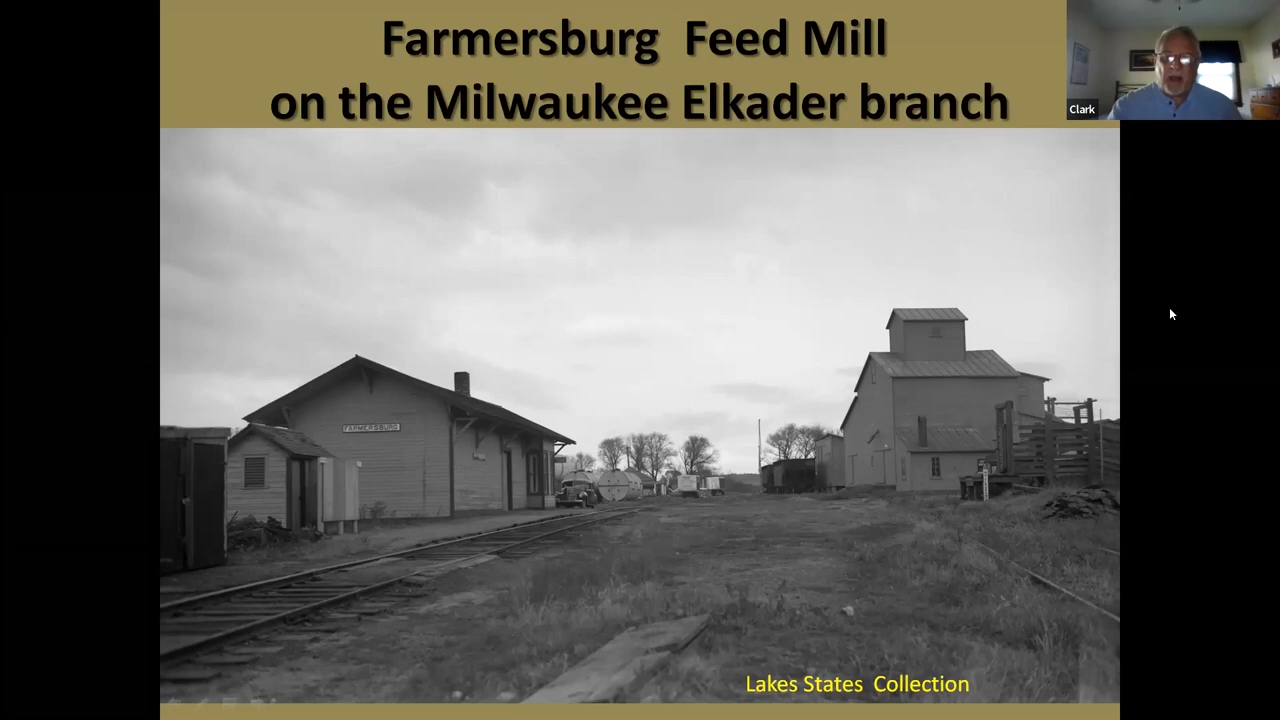 Farmersburg  Feed Mill
on the Milwaukee Elkader branch
Clark
FARMERSBURG
Lakes States  Collection